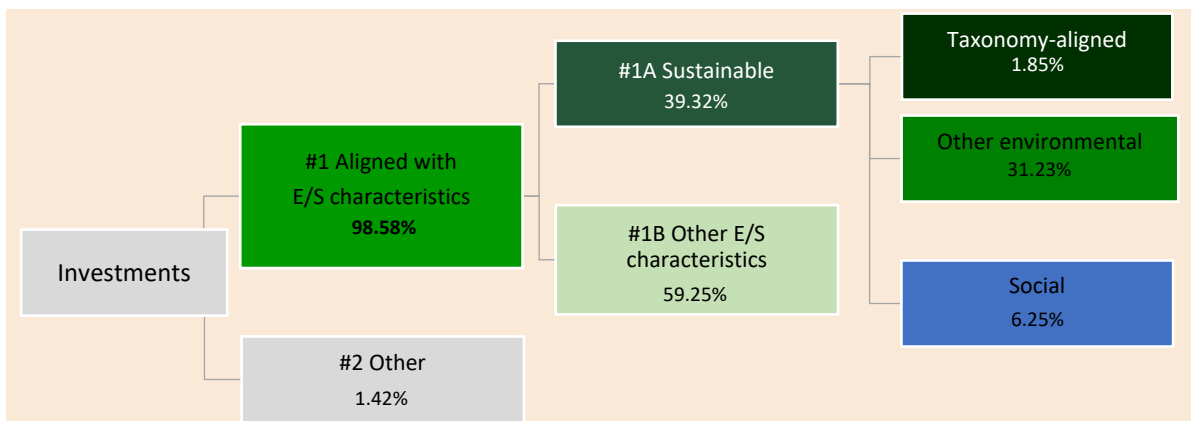 Investments
#1 Aligned with
E/S characteristics
98.58%
#2 Other
1.42%
#1A Sustainable
39.32%
#1B Other E/S
characteristics
59.25%
Taxonomy-aligned
1.85%
Other environmental
31.23%
Social
6.25%